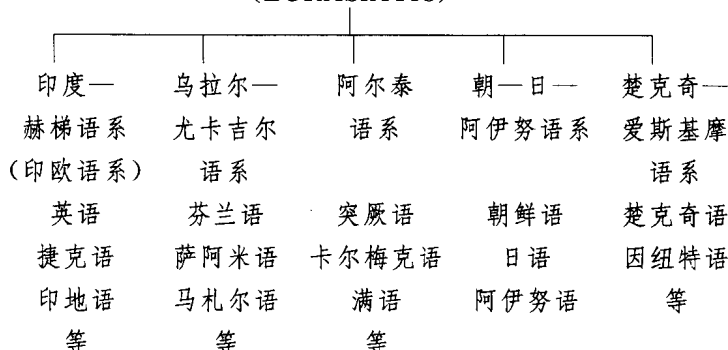 印度— 乌拉尔— 阿尔泰 朝—日— 楚克奇—
赫梯语系 尤卡吉尔 语系 阿伊努语系 爱斯基摩
（印欧语系） 语系 语系
英语 芬兰语 突厥语 朝鲜语 楚克奇语
捷克语 萨阿米语 卡尔梅克语 日语 因纽特语
印地语 马札尔语 满语 阿伊努语 等
等 等 等